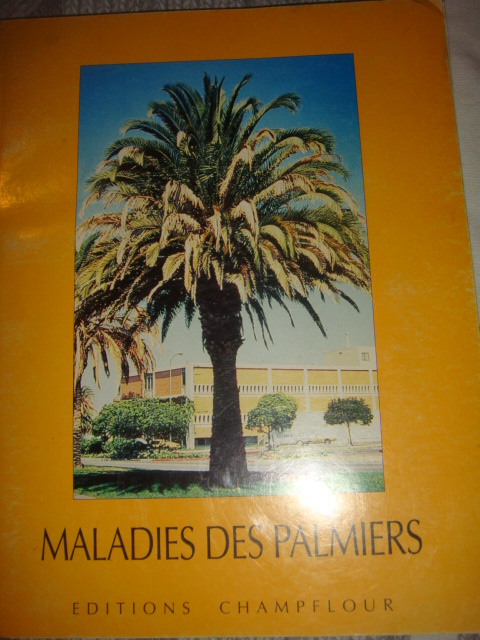 MALADIES DES PALMIERS
EDITIONS CHAMPFLOUR